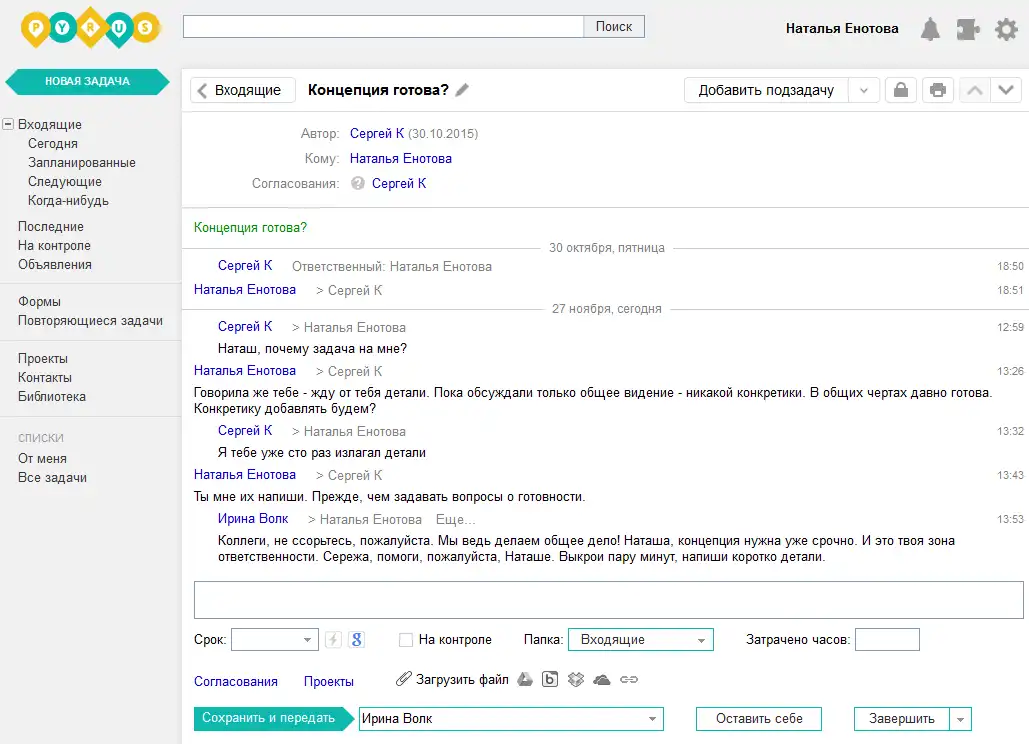 PYRUS
Поиск
Наталья Енотова
НОВАЯ ЗАДАЧА
Входящие
Сегодня
Запланированные
Следующие
Когда-нибудь
Последние
На контроле
Объявления
Формы
Повторяющиеся задачи
Проекты
Контакты
Библиотека
СПИСКИ
От меня
Все задачи
Входящие
Концепция готова?
Добавить подзадачу
Автор: Сергей К (30.10.2015)
Кому: Наталья Енотова
Согласования: ? Сергей К
Концепция готова?
30 октября, пятница
Сергей К Ответственный: Наталья Енотова 18:50
Наталья Енотова > Сергей К 18:51
27 ноября, сегодня
Сергей К > Наталья Енотова 12:59
Наташ, почему задача на мне?
Наталья Енотова > Сергей К 13:26
Говорила же тебе - жду от тебя детали. Пока обсуждали только общее видение - никакой конкретики. В общих чертах давно готова.
Конкретику добавлять будем?
Сергей К > Наталья Енотова 13:32
Я тебе уже сто раз излагал детали
Наталья Енотова > Сергей К 13:43
Ты мне их напиши. Прежде, чем задавать вопросы о готовности.
Ирина Волк > Наталья Енотова Еще... 13:53
Коллеги, не ссорьтесь, пожалуйста. Мы ведь делаем общее дело! Наташа, концепция нужна уже срочно. И это твоя зона
ответственности. Сережа, помоги, пожалуйста, Наташе. Выкрои пару минут, напиши коротко детали.
Срок: 8 На контроле Папка: Входящие Затрачено часов:
Согласования Проекты Загрузить файл b
Сохранить и передать Ирина Волк Оставить себе Завершить